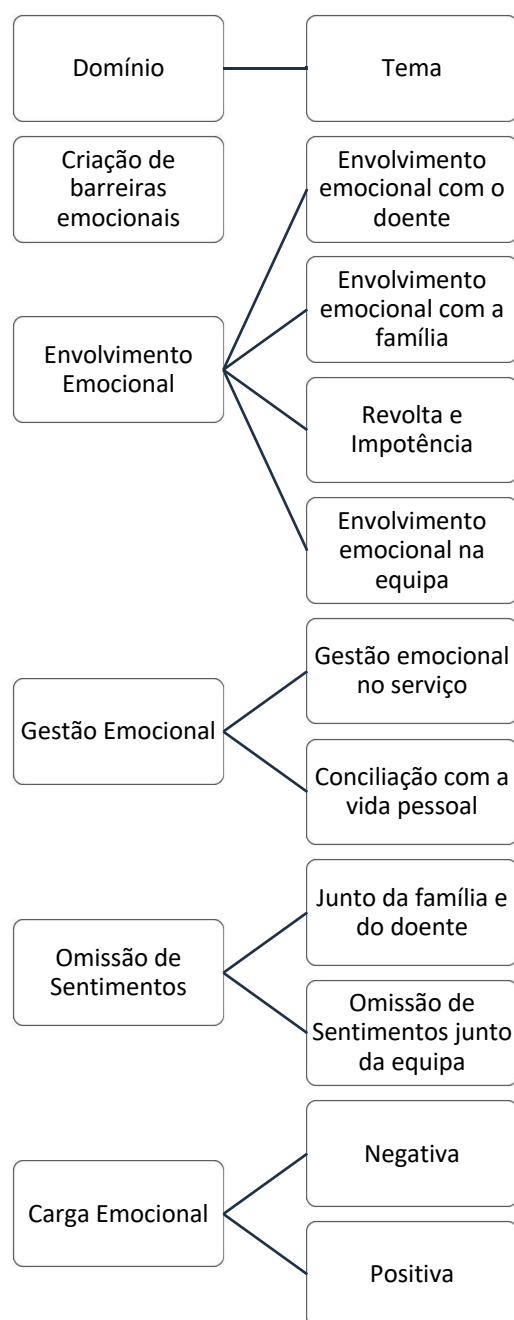 Domínio
Tema
Criação de
barreiras
emocionais
Envolvimento
emocional com o
doente
Envolvimento
emocional com a
família
Envolvimento
Emocional
Revolta e
Impotência
Envolvimento
emocional na
equipa
Gestão emocional
no serviço
Gestão Emocional
Conciliação com a
vida pessoal
Junto da família e
do doente
Omissão de
Sentimentos
Omissão de
Sentimentos junto
da equipa
Negativa
Carga Emocional
Positiva